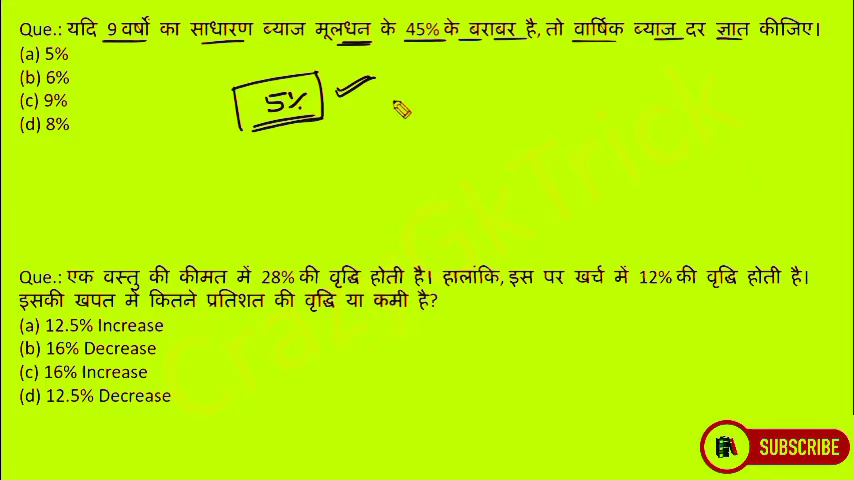 Que.: यदि 9 वर्षो का साधारण ब्याज मूलधन के 45% के बराबर है, तो वार्षिक ब्याज दर ज्ञात कीजिए।
(a) 5%
(b) 6%
(c) 9%
(d) 8%
5%
CrazyGkTrick
Que.: एक वस्तु की कीमत में 28% की वृद्धि होती है। हालांकि, इस पर खर्च में 12% की वृद्धि होती है।
इसकी खपत में कितने प्रतिशत की वृद्धि या कमी है?
(a) 12.5% Increase
(b) 16% Decrease
(c) 16% Increase
(d) 12.5% Decrease
SUBSCRIBE